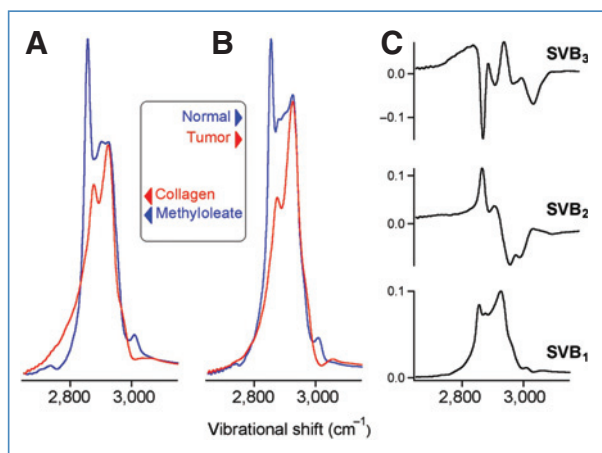 A
B
C
Normal
Tumor
Collagen
Methyloleate
SVB3
0.0
−0.1
SVB2
0.1
0.0
SVB1
0.1
0.0
2,800 3,000 2,800 3,000 2,800 3,000
Vibrational shift (cm−1)